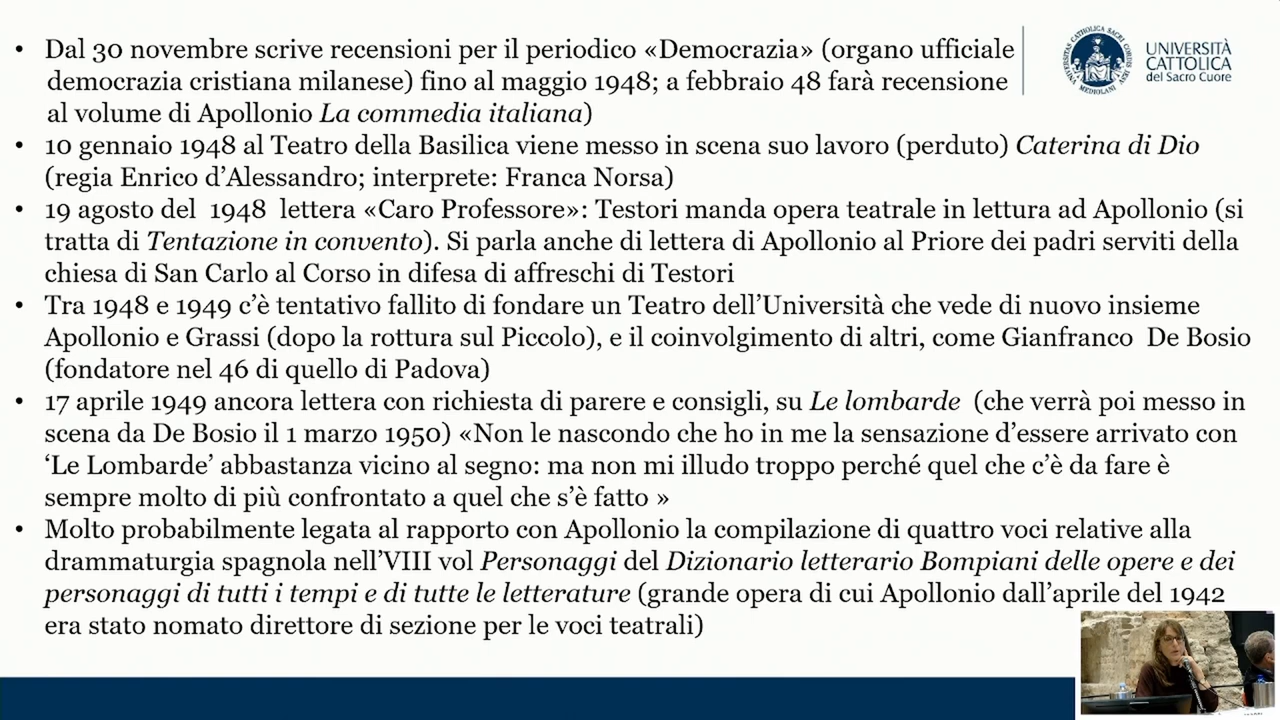 • Dal 30 novembre scrive recensioni per il periodico «Democrazia» (organo ufficiale
democrazia cristiana milanese) fino al maggio 1948; a febbraio 48 farà recensione
al volume di Apollonio La commedia italiana)
• 10 gennaio 1948 al Teatro della Basilica viene messo in scena suo lavoro (perduto) Caterina di Dio
(regia Enrico d’Alessandro; interprete: Franca Norsa)
• 19 agosto del 1948 lettera «Caro Professore»: Testori manda opera teatrale in lettura ad Apollonio (si
tratta di Tentazione in convento). Si parla anche di lettera di Apollonio al Priore dei padri serviti della
chiesa di San Carlo al Corso in difesa di affreschi di Testori
• Tra 1948 e 1949 c’è tentativo fallito di fondare un Teatro dell’Università che vede di nuovo insieme
Apollonio e Grassi (dopo la rottura sul Piccolo), e il coinvolgimento di altri, come Gianfranco De Bosio
(fondatore nel 46 di quello di Padova)
• 17 aprile 1949 ancora lettera con richiesta di parere e consigli, su Le lombarde (che verrà poi messo in
scena da De Bosio il 1 marzo 1950) «Non le nascondo che ho in me la sensazione d’essere arrivato con
‘Le Lombarde’ abbastanza vicino al segno: ma non mi illudo troppo perché quel che c’è da fare è
sempre molto di più confrontato a quel che s’è fatto »
• Molto probabilmente legata al rapporto con Apollonio la compilazione di quattro voci relative alla
drammaturgia spagnola nell’VIII vol Personaggi del Dizionario letterario Bompiani delle opere e dei
personaggi di tutti i tempi e di tutte le letterature (grande opera di cui Apollonio dall’aprile del 1942
era stato nomato direttore di sezione per le voci teatrali)
UNIVERSITÀ
CATTOLICA
del Sacro Cuore
UNIVERSITAS CATHOLICA SACRI CORDIS IESU
MEDIOLANI